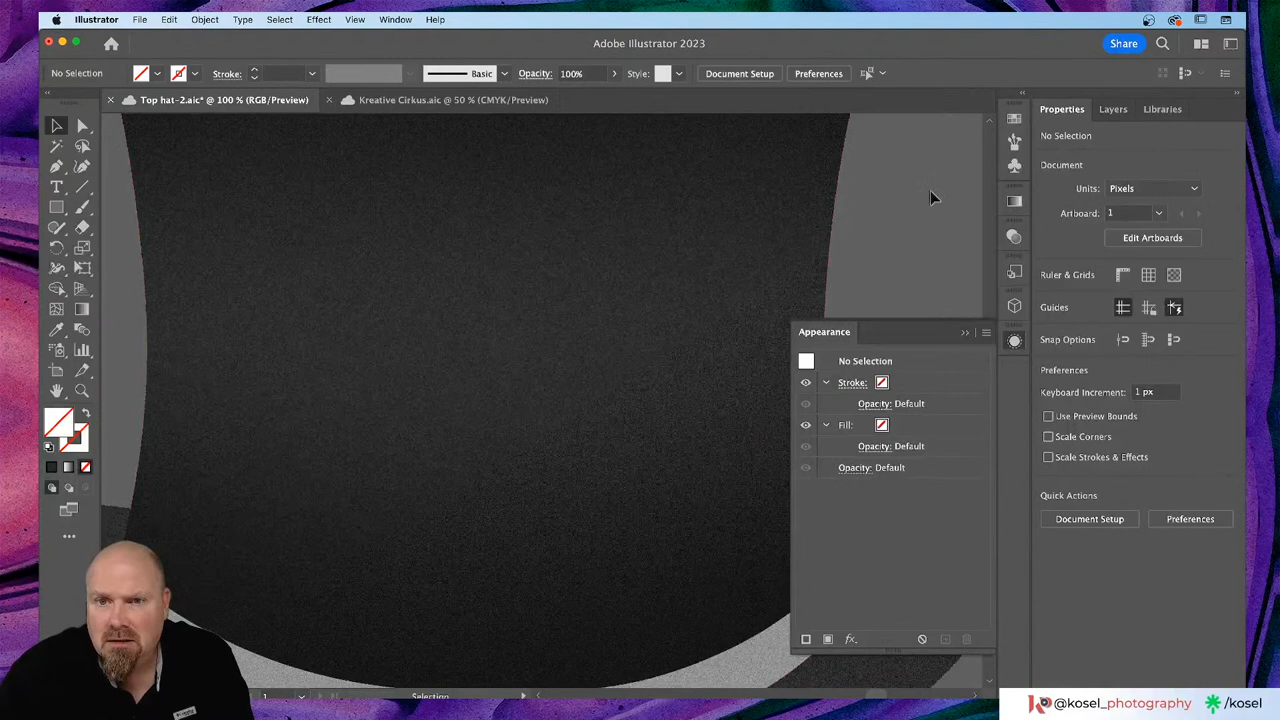 Illustrator File Edit Object Type Select Effect View Window Help
Adobe Illustrator 2023
Share
No Selection
Stroke:
Basic
Opacity: 100%
Style:
Document Setup
Preferences
Top hat-2.aic* @ 100 % (RGB/Preview)
Kreative Cirkus.aic @ 50 % (CMYK/Preview)
Properties
Layers
Libraries
No Selection
Document
Units: Pixels
Artboard: 1
Edit Artboards
Ruler & Grids
Guides
Snap Options
Preferences
Keyboard Increment: 1 px
Use Preview Bounds
Scale Corners
Scale Strokes & Effects
Quick Actions
Document Setup
Preferences
Appearance
No Selection
Stroke:
Opacity: Default
Fill:
Opacity: Default
Opacity: Default
fx
1
Selection
@kosel_photography
/kosel